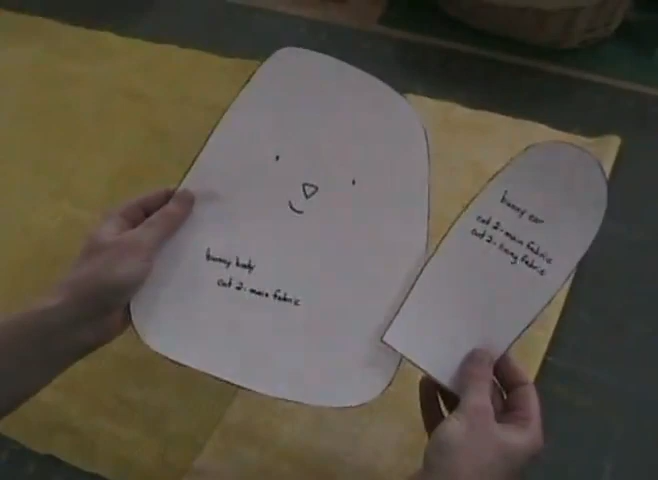 bunny body
cut 2 - main fabric
bunny ear
cut 2 - main fabric
cut 2 - lining fabric